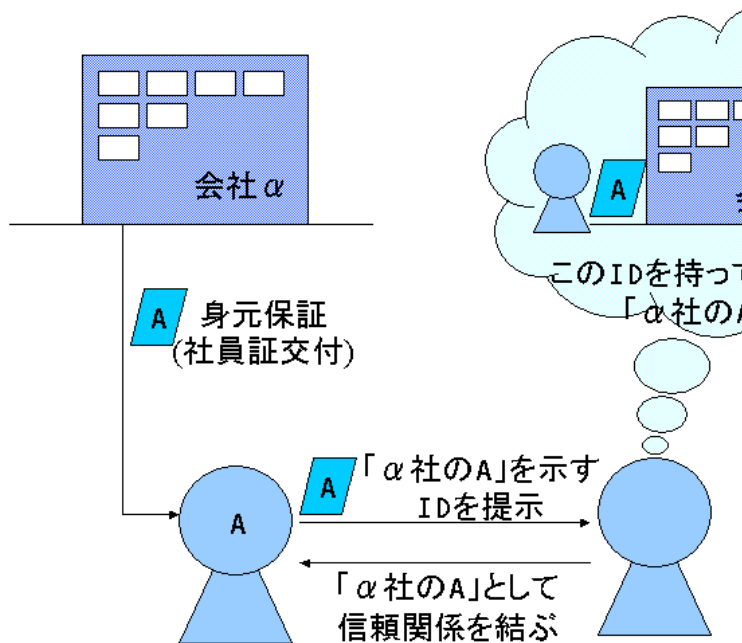 会社α
A
会
このIDを持って
「α社のA
A
身元保証
(社員証交付)
A
「α社のA」を示す
IDを提示
A
「α社のA」として
信頼関係を結ぶ